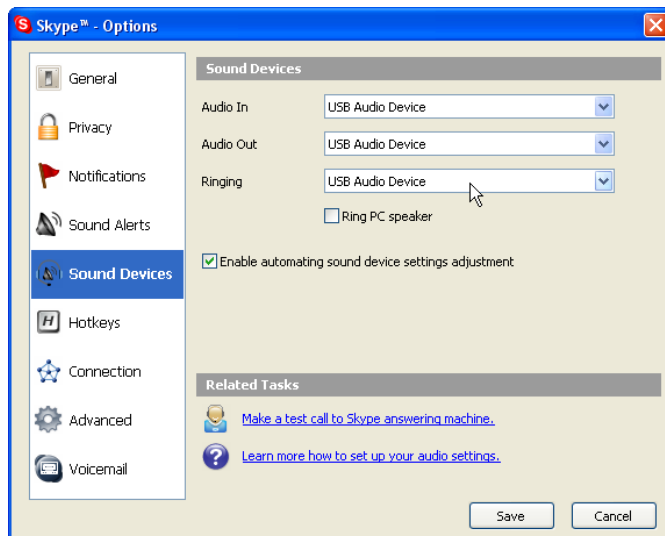 Skype™ - Options
General
Privacy
Notifications
Sound Alerts
Sound Devices
Hotkeys
Connection
Advanced
Voicemail
Sound Devices
Audio In USB Audio Device
Audio Out USB Audio Device
Ringing USB Audio Device
Ring PC speaker
Enable automating sound device settings adjustment
Related Tasks
Make a test call to Skype answering machine.
Learn more how to set up your audio settings.
Save Cancel